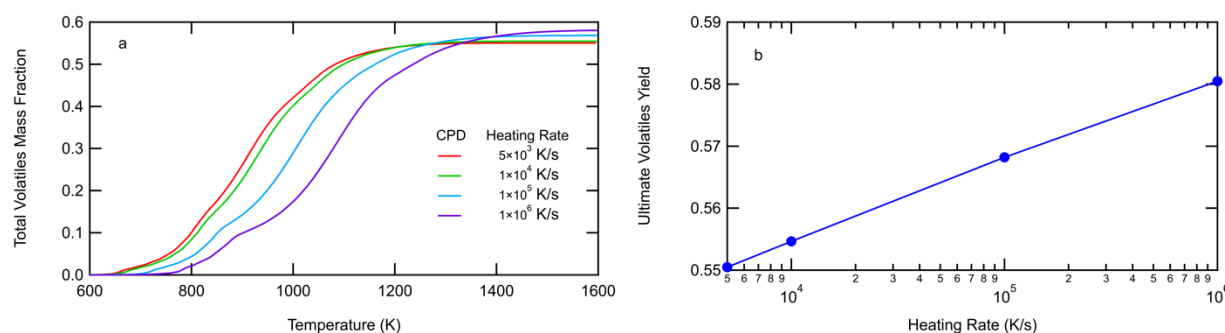 0.6
0.5
0.4
0.3
0.2
0.1
0.0
Total Volatiles Mass Fraction
a
CPD Heating Rate
5×10³ K/s
1×10⁴ K/s
1×10⁵ K/s
1×10⁶ K/s
600 800 1000 1200 1400 1600
Temperature (K)
0.59
0.58
0.57
0.56
0.55
Ultimate Volatiles Yield
b
5 6 7 8 9 2 3 4 5 6 7 8 9 2 3 4 5 6 7 8 9
10⁴ 10⁵ 10⁶
Heating Rate (K/s)